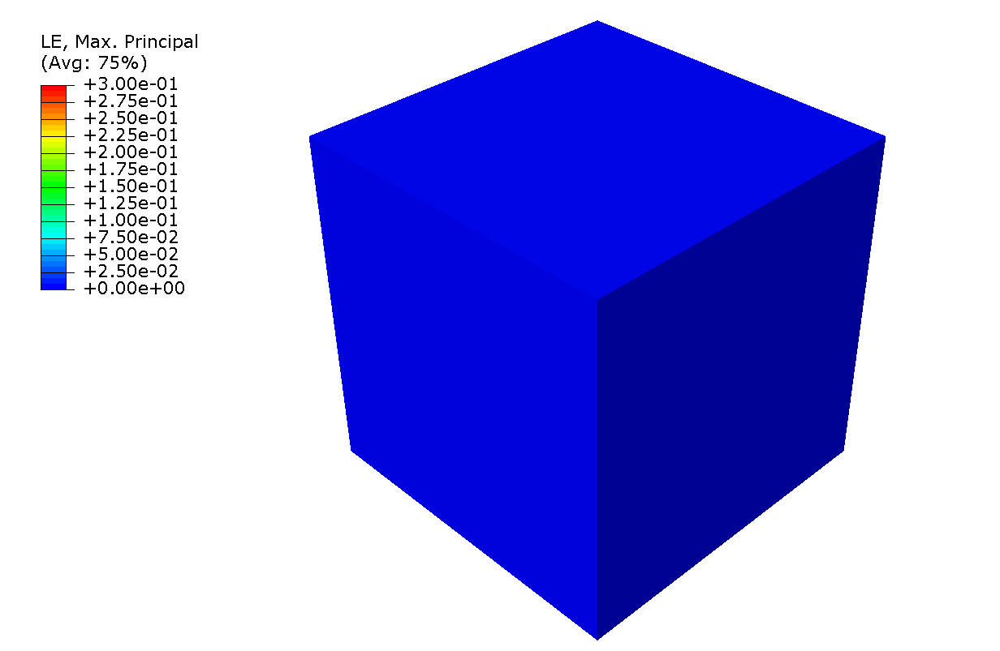 LE, Max. Principal
(Avg: 75%)
+3.00e-01
+2.75e-01
+2.50e-01
+2.25e-01
+2.00e-01
+1.75e-01
+1.50e-01
+1.25e-01
+1.00e-01
+7.50e-02
+5.00e-02
+2.50e-02
+0.00e+00